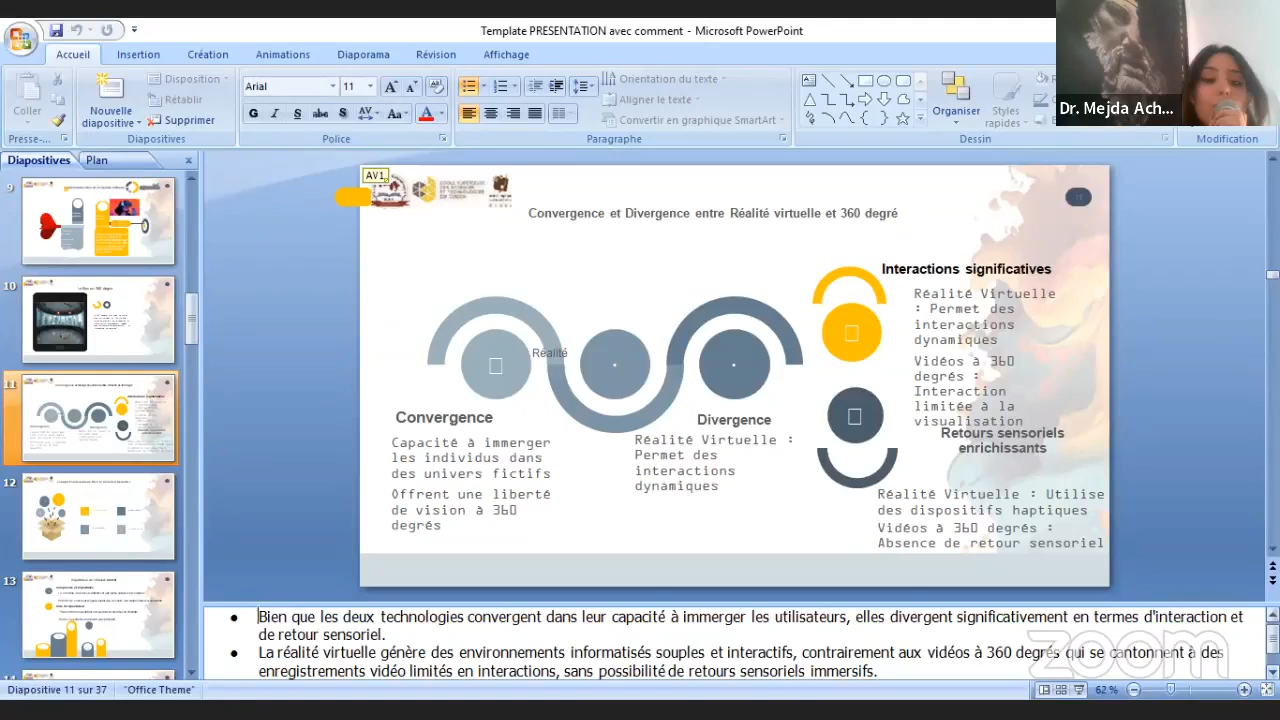 Template PRESENTATION avec comment - Microsoft PowerPoint
Accueil Insertion Création Animations Diaporama Révision Affichage
Coller
Nouvelle diapositive
Disposition
Rétablir
Supprimer
Arial 11
Orientation du texte
Aligner le texte
Convertir en graphique SmartArt
Organiser
Styles rapides
Presse-... Diapositives Police Paragraphe Dessin Modification
Dr. Mejda Ach...
Diapositives Plan
9
10
11
12
13
AV1
Convergence et Divergence entre Réalité virtuelle et 360 degré
11
Réalité
Convergence
Capacité à immerger
les individus dans
des univers fictifs
Offrent une liberté
de vision à 360
degrés
Divergence
Réalité Virtuelle :
Permet des
interactions
dynamiques
Interactions significatives
Réalité Virtuelle
: Permet des
interactions
dynamiques
Vidéos à 360
degrés :
Interaction
limitée à la
visualisation
Retours sensoriels
enrichissants
Réalité Virtuelle : Utilise
des dispositifs haptiques
Vidéos à 360 degrés :
Absence de retour sensoriel
• Bien que les deux technologies convergent dans leur capacité à immerger les utilisateurs, elles divergent significativement en termes d'interaction et
de retour sensoriel.
• La réalité virtuelle génère des environnements informatisés souples et interactifs, contrairement aux vidéos à 360 degrés qui se cantonnent à des
enregistrements vidéo limités en interactions, sans possibilité de retours sensoriels immersifs.
zoom
Diapositive 11 sur 37 "Office Theme" 62 %